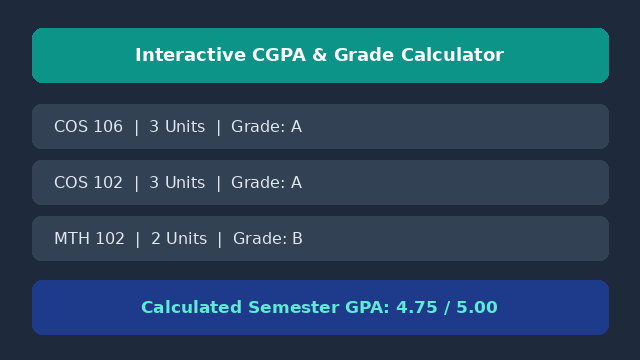 Interactive CGPA & Grade Calculator
COS 106 | 3 Units | Grade: A
COS 102 | 3 Units | Grade: A
MTH 102 | 2 Units | Grade: B
Calculated Semester GPA: 4.75 / 5.00